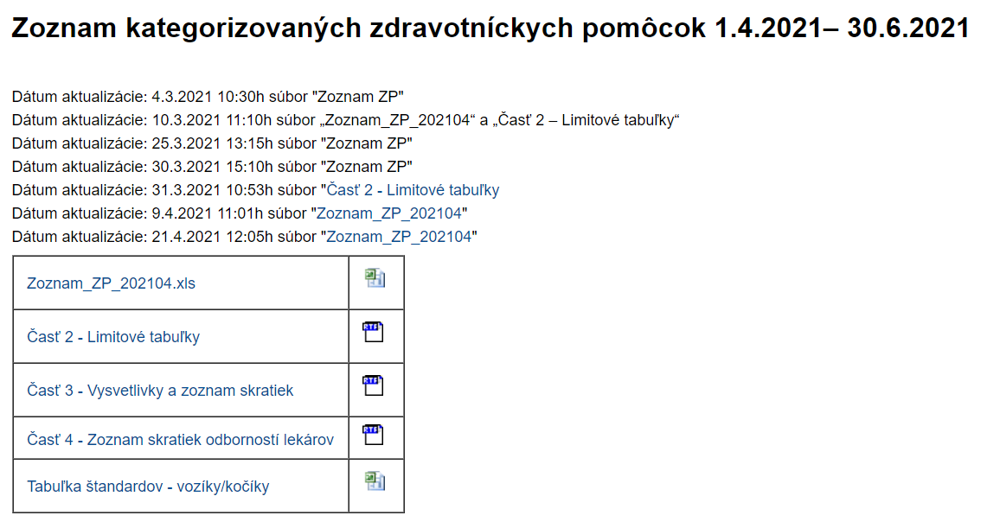 Zoznam kategorizovaných zdravotníckych pomôcok 1.4.2021– 30.6.2021
Dátum aktualizácie: 4.3.2021 10:30h súbor "Zoznam ZP"
Dátum aktualizácie: 10.3.2021 11:10h súbor „Zoznam_ZP_202104“ a „Časť 2 – Limitové tabuľky“
Dátum aktualizácie: 25.3.2021 13:15h súbor "Zoznam ZP"
Dátum aktualizácie: 30.3.2021 15:10h súbor "Zoznam ZP"
Dátum aktualizácie: 31.3.2021 10:53h súbor "Časť 2 - Limitové tabuľky
Dátum aktualizácie: 9.4.2021 11:01h súbor "Zoznam_ZP_202104"
Dátum aktualizácie: 21.4.2021 12:05h súbor "Zoznam_ZP_202104"
Zoznam_ZP_202104.xls
Časť 2 - Limitové tabuľky
RTF
Časť 3 - Vysvetlivky a zoznam skratiek
RTF
Časť 4 - Zoznam skratiek odborností lekárov
RTF
Tabuľka štandardov - vozíky/kočíky